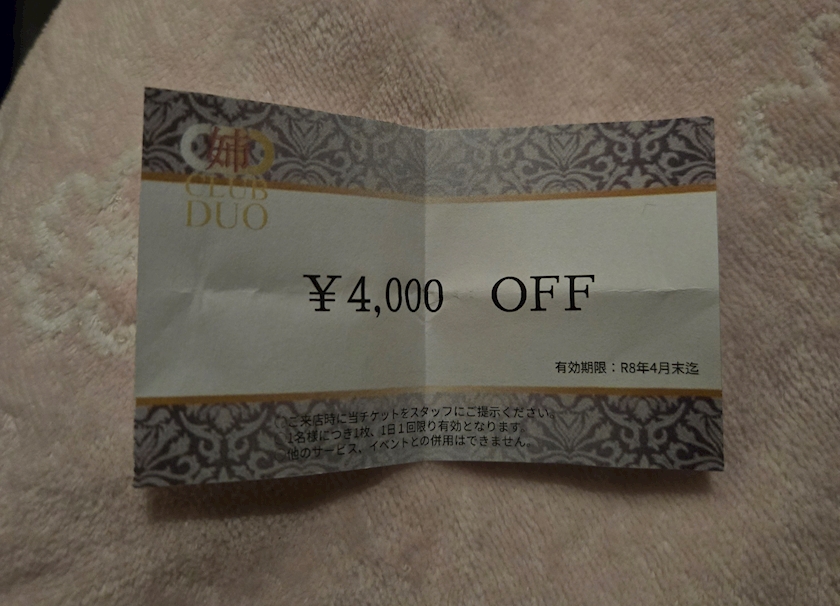 姉
CLUB
DUO
¥4,000 OFF
有効期限：R8年4月末迄
ご来店時に当チケットをスタッフにご提示ください。
1名様につき1枚、1日1回限り有効となります。
他のサービス、イベントとの併用はできません。